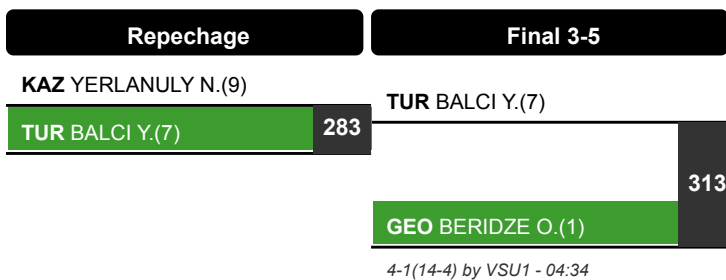 Repechage
KAZ YERLANULY N.(9)
TUR BALCI Y.(7)
283
Final 3-5
TUR BALCI Y.(7)
313
GEO BERIDZE O.(1)
4-1(14-4) by VSU1 - 04:34